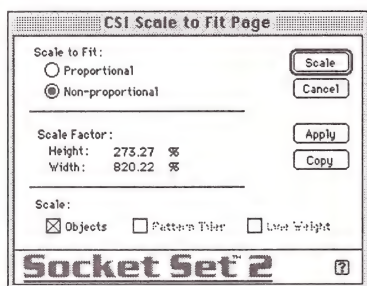 CSI Scale to Fit Page
Scale to Fit:
Proportional
Non-proportional
Scale
Cancel
Scale Factor:
Height: 273.27 %
Width: 820.22 %
Apply
Copy
Scale:
Objects Pattern Tiles Line Weight
Socket Set™ 2 ?